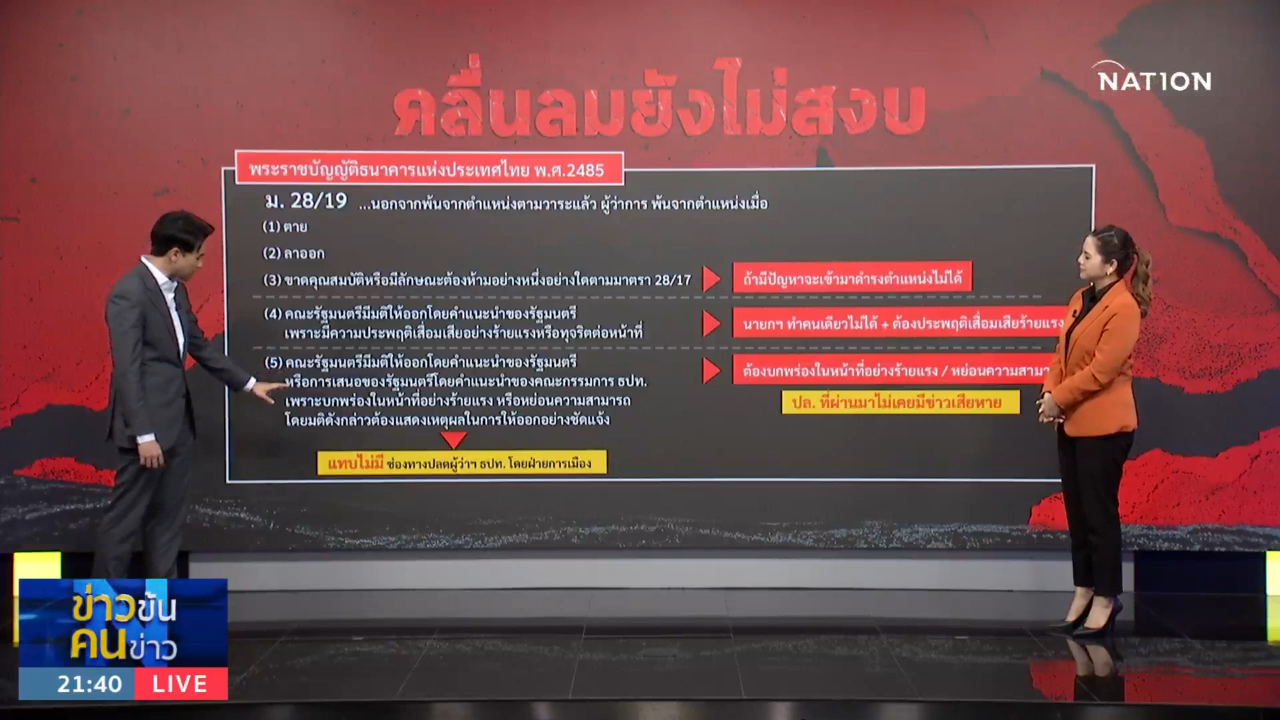 NATION
คลื่นลมยังไม่สงบ
พระราชบัญญัติธนาคารแห่งประเทศไทย พ.ศ.2485
ม. 28/19 ...นอกจากพ้นจากตำแหน่งตามวาระแล้ว ผู้ว่าการ พ้นจากตำแหน่งเมื่อ
(1) ตาย
(2) ลาออก
(3) ขาดคุณสมบัติหรือมีลักษณะต้องห้ามอย่างหนึ่งอย่างใดตามมาตรา 28/17
ถ้ามีปัญหาจะเข้ามาดำรงตำแหน่งไม่ได้
(4) คณะรัฐมนตรีมีมติให้ออกโดยคำแนะนำของรัฐมนตรี
เพราะมีความประพฤติเสื่อมเสียอย่างร้ายแรงหรือทุจริตต่อหน้าที่
นายกฯ ทำคนเดียวไม่ได้ + ต้องประพฤติเสื่อมเสียร้ายแรง
(5) คณะรัฐมนตรีมีมติให้ออกโดยคำแนะนำของรัฐมนตรี
หรือการเสนอของรัฐมนตรีโดยคำแนะนำของคณะกรรมการ ธปท.
เพราะบกพร่องในหน้าที่อย่างร้ายแรง หรือหย่อนความสามารถ
โดยมติดังกล่าวต้องแสดงเหตุผลในการให้ออกอย่างชัดแจ้ง
ต้องบกพร่องในหน้าที่อย่างร้ายแรง / หย่อนความสามา
ปล. ที่ผ่านมาไม่เคยมีข่าวเสียหาย
แทบไม่มี ช่องทางปลดผู้ว่าฯ ธปท. โดยฝ่ายการเมือง
ข่าวข้น
คนข่าว
21:40 LIVE